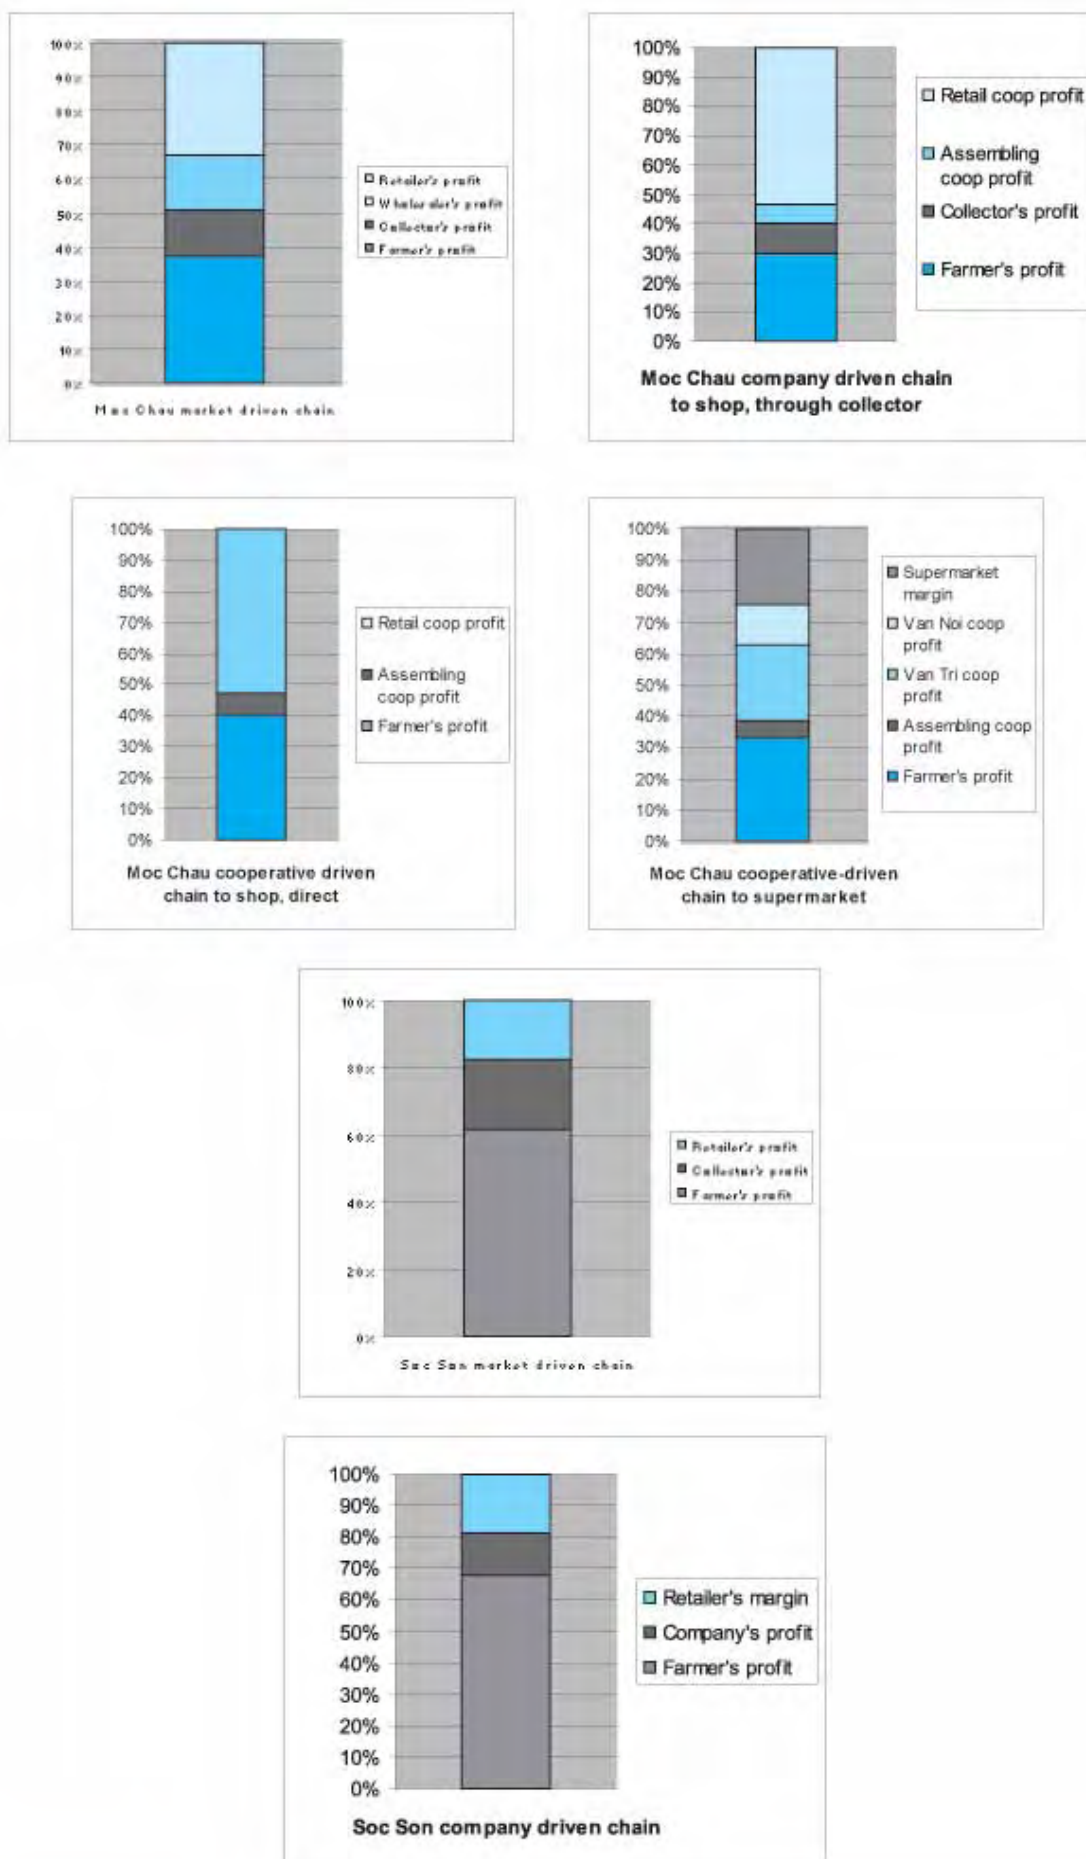 100%
90%
80%
70%
60%
50%
40%
30%
20%
10%
0%
Retailer's profit
Wholesaler's profit
Collector's profit
Farmer's profit
Moc Chau market driven chain
100%
90%
80%
70%
60%
50%
40%
30%
20%
10%
0%
Retail coop profit
Assembling
coop profit
Collector's profit
Farmer's profit
Moc Chau company driven chain
to shop, through collector
100%
90%
80%
70%
60%
50%
40%
30%
20%
10%
0%
Retail coop profit
Assembling
coop profit
Farmer's profit
Moc Chau cooperative driven
chain to shop, direct
100%
90%
80%
70%
60%
50%
40%
30%
20%
10%
0%
Supermarket
margin
Van Noi coop
profit
Van Tri coop
profit
Assembling coop
profit
Farmer's profit
Moc Chau cooperative-driven
chain to supermarket
100%
80%
60%
40%
20%
0%
Retailer's profit
Collector's profit
Farmer's profit
Soc Son market driven chain
100%
90%
80%
70%
60%
50%
40%
30%
20%
10%
0%
Retailer's margin
Company's profit
Farmer's profit
Soc Son company driven chain